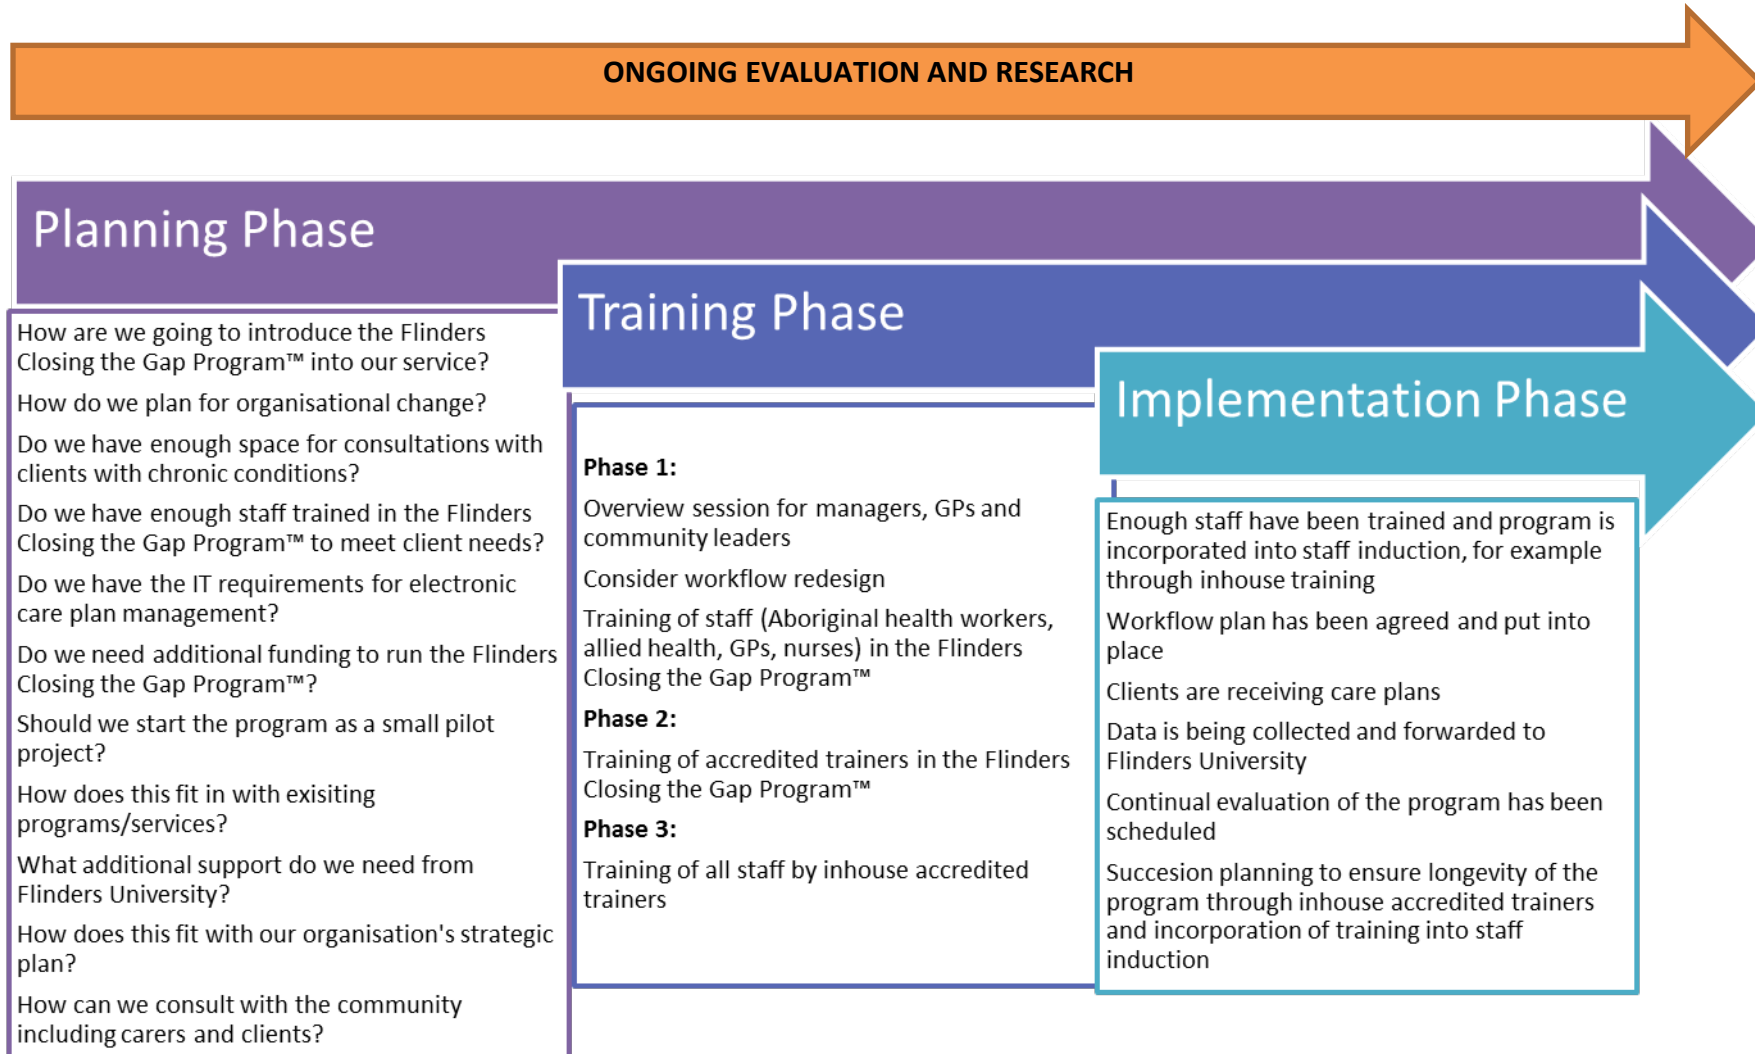 ONGOING EVALUATION AND RESEARCH
Planning Phase
How are we going to introduce the Flinders
Closing the Gap Program™ into our service?
How do we plan for organisational change?
Do we have enough space for consultations with
clients with chronic conditions?
Do we have enough staff trained in the Flinders
Closing the Gap Program™ to meet client needs?
Do we have the IT requirements for electronic
care plan management?
Do we need additional funding to run the Flinders
Closing the Gap Program™?
Should we start the program as a small pilot
project?
How does this fit in with exisiting
programs/services?
What additional support do we need from
Flinders University?
How does this fit with our organisation's strategic
plan?
How can we consult with the community
including carers and clients?
Training Phase
Phase 1:
Overview session for managers, GPs and
community leaders
Consider workflow redesign
Training of staff (Aboriginal health workers,
allied health, GPs, nurses) in the Flinders
Closing the Gap Program™
Phase 2:
Training of accredited trainers in the Flinders
Closing the Gap Program™
Phase 3:
Training of all staff by inhouse accredited
trainers
Implementation Phase
Enough staff have been trained and program is
incorporated into staff induction, for example
through inhouse training
Workflow plan has been agreed and put into
place
Clients are receiving care plans
Data is being collected and forwarded to
Flinders University
Continual evaluation of the program has been
scheduled
Succesion planning to ensure longevity of the
program through inhouse accredited trainers
and incorporation of training into staff
induction